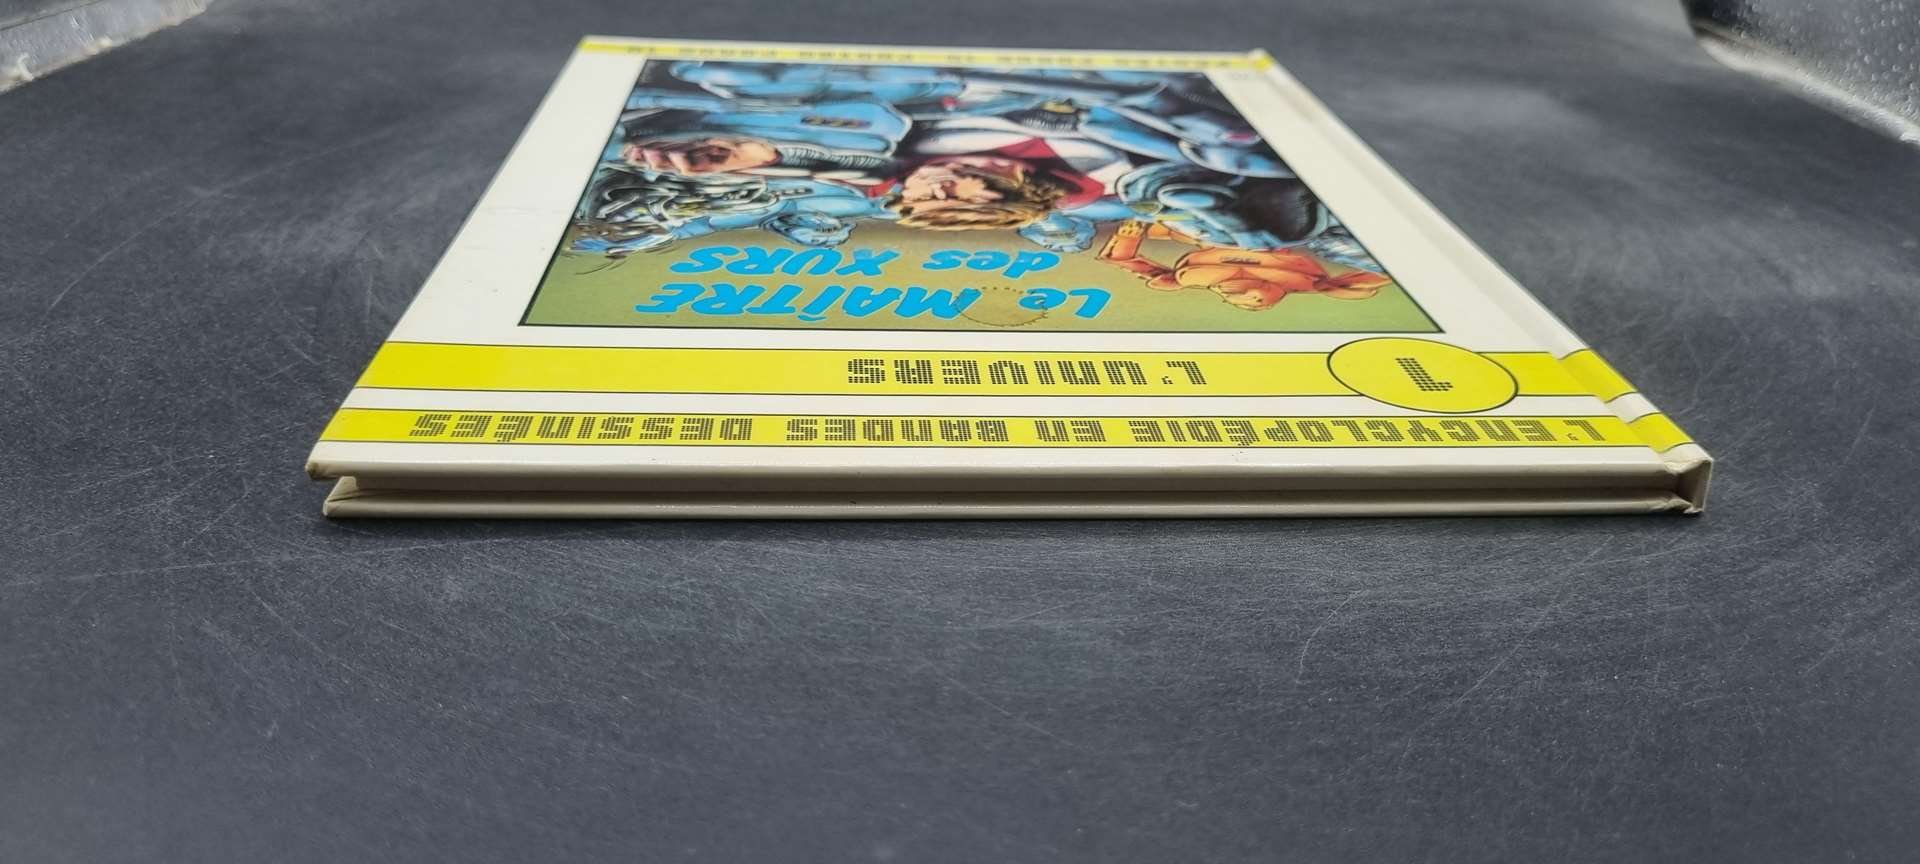 L'ENCYCLOPÉDIE EN BANDES DESSINÉES
1
L'UNIVERS
Le MAÎTRE
des XURS